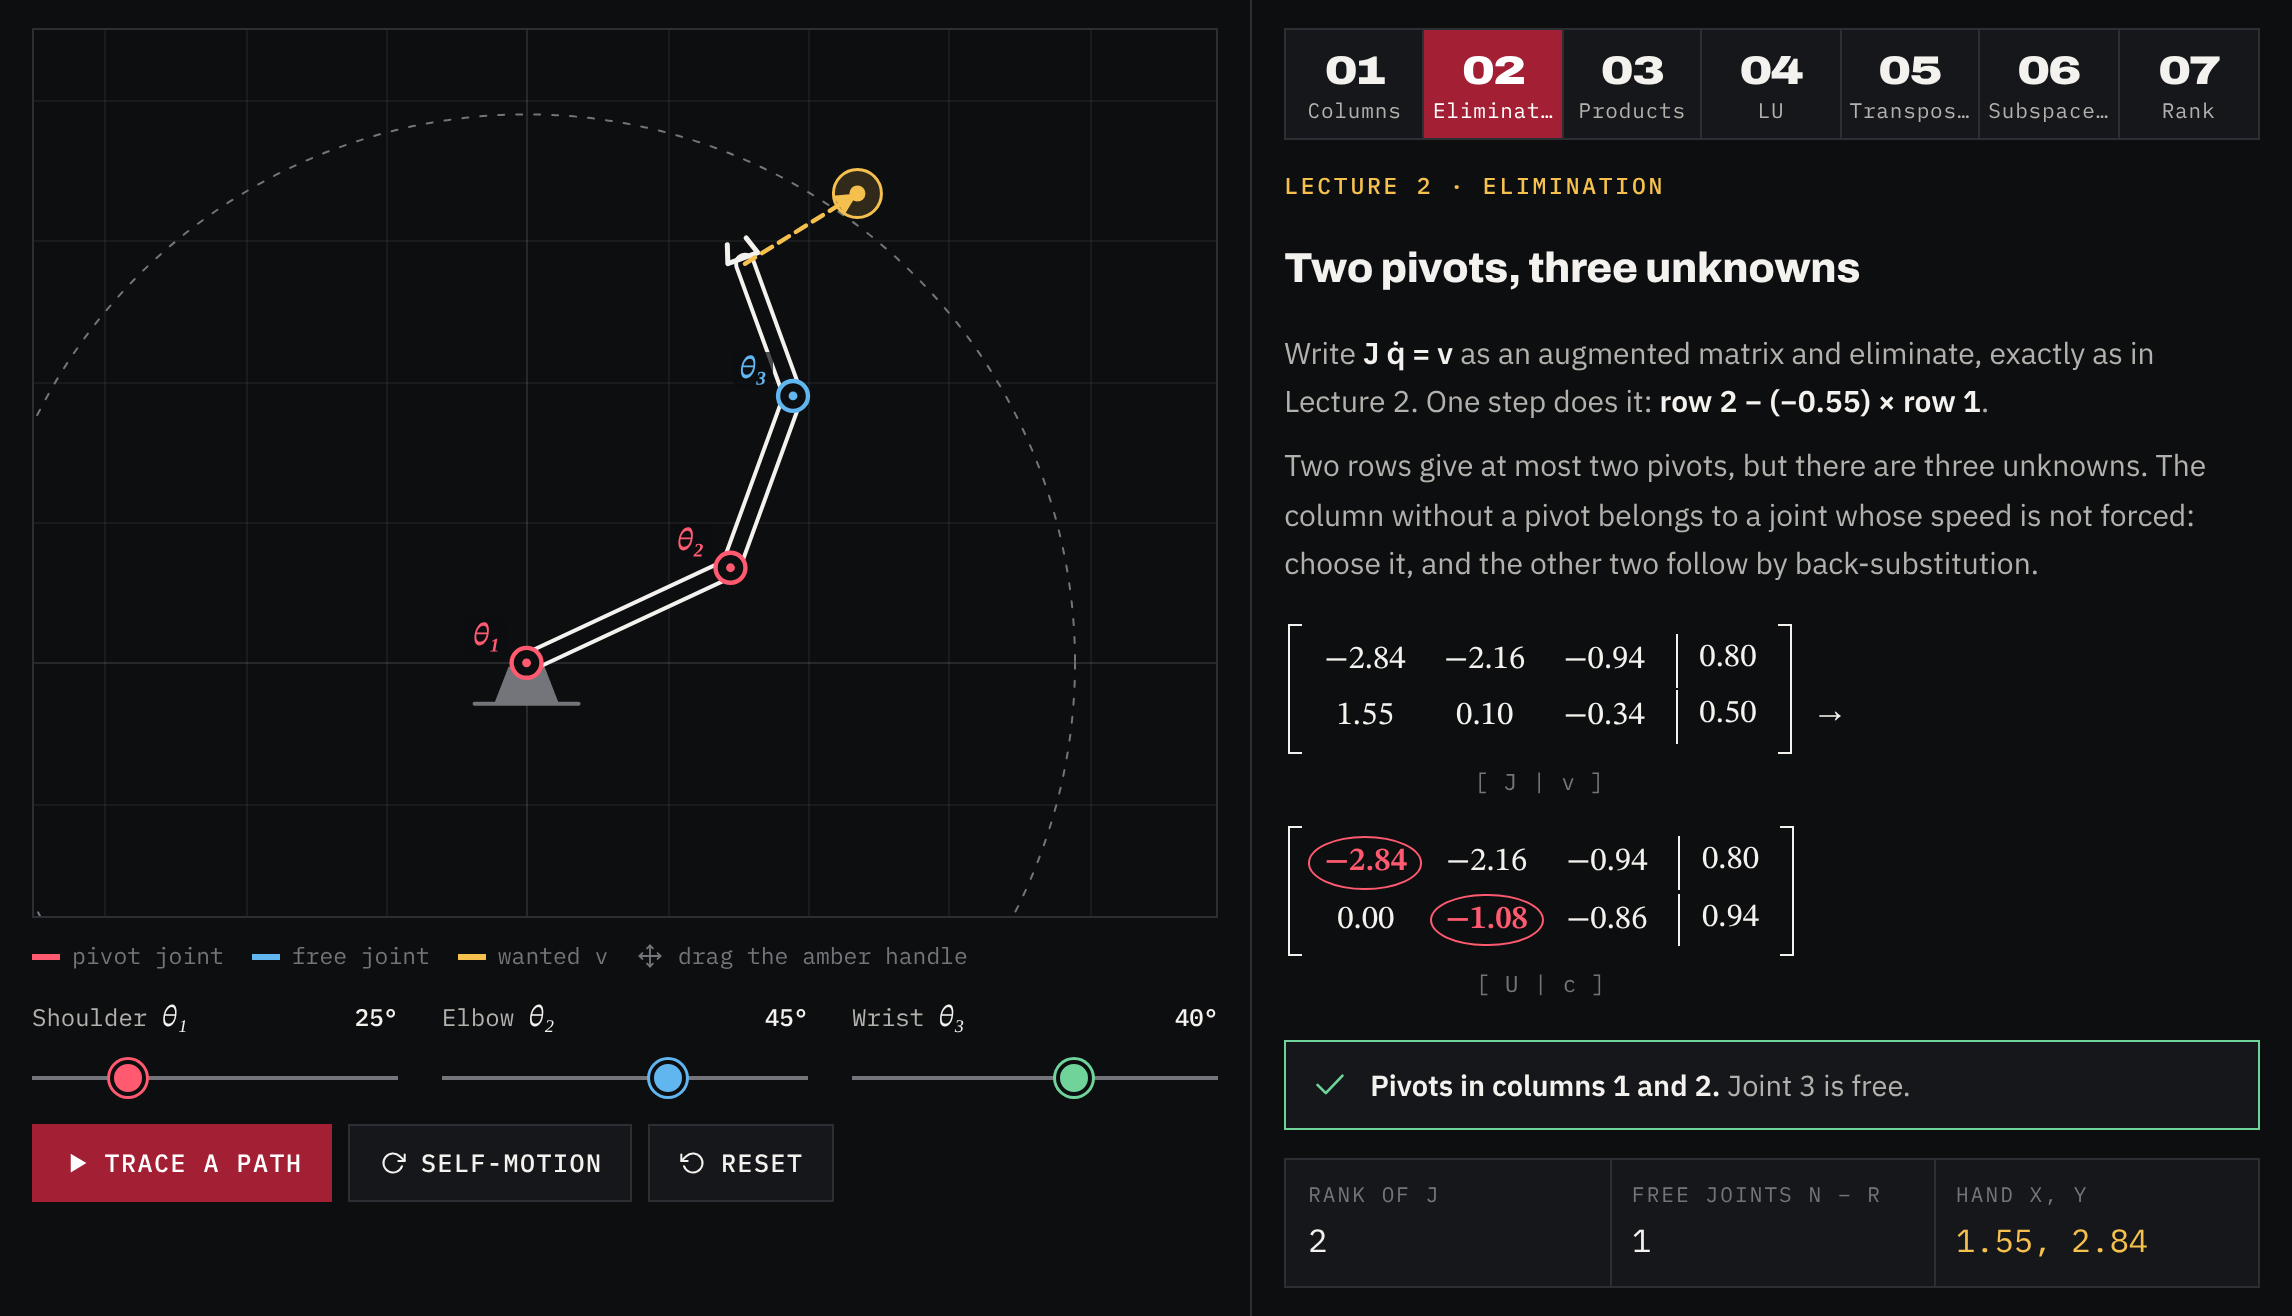 θ3
θ2
θ1
pivot joint
free joint
wanted v
drag the amber handle
Shoulder θ1 25°
Elbow θ2 45°
Wrist θ3 40°
TRACE A PATH
SELF-MOTION
RESET
01 Columns
02 Eliminat…
03 Products
04 LU
05 Transpos…
06 Subspace…
07 Rank
LECTURE 2 · ELIMINATION
Two pivots, three unknowns
Write J q̇ = v as an augmented matrix and eliminate, exactly as in
Lecture 2. One step does it: row 2 − (−0.55) × row 1.
Two rows give at most two pivots, but there are three unknowns. The
column without a pivot belongs to a joint whose speed is not forced:
choose it, and the other two follow by back-substitution.
−2.84 −2.16 −0.94 0.80
1.55 0.10 −0.34 0.50 →
[ J | v ]
−2.84 −2.16 −0.94 0.80
0.00 −1.08 −0.86 0.94
[ U | c ]
Pivots in columns 1 and 2. Joint 3 is free.
RANK OF J
2
FREE JOINTS N − R
1
HAND X, Y
1.55, 2.84